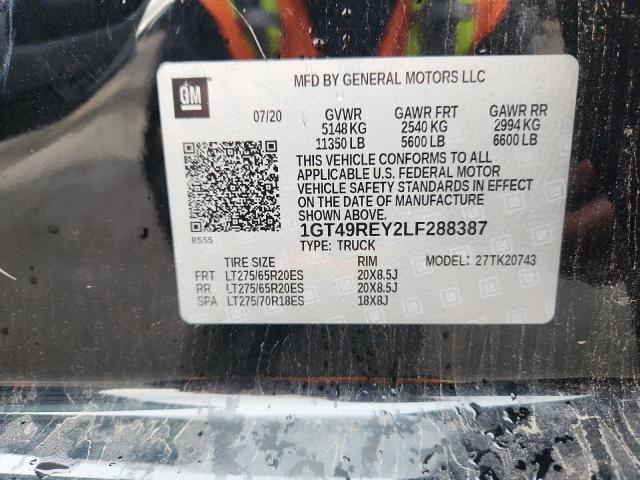 GM
MFD BY GENERAL MOTORS LLC
07/20 GVWR GAWR FRT GAWR RR
5148 KG 2540 KG 2994 KG
11350 LB 5600 LB 6600 LB
THIS VEHICLE CONFORMS TO ALL
APPLICABLE U.S. FEDERAL MOTOR
VEHICLE SAFETY STANDARDS IN EFFECT
ON THE DATE OF MANUFACTURE
SHOWN ABOVE.
8555
1GT49REY2LF288387
TYPE: TRUCK
TIRE SIZE RIM MODEL: 27TK20743
FRT LT275/65R20ES 20X8.5J
RR LT275/65R20ES 20X8.5J
SPA LT275/70R18ES 18X8J